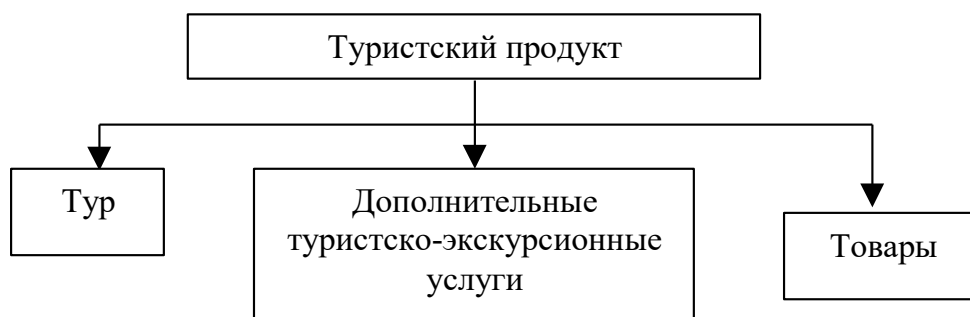 Туристский продукт
Тур
Дополнительные
туристско-экскурсионные
услуги
Товары